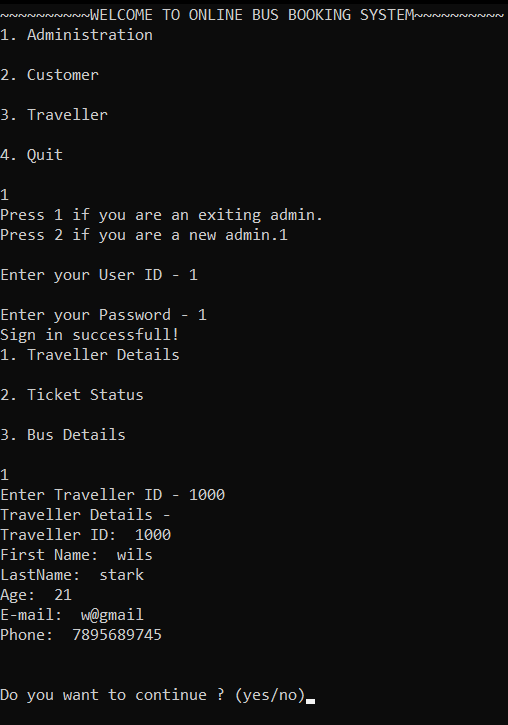 ~~~~~~~~~~WELCOME TO ONLINE BUS BOOKING SYSTEM~~~~~~~~~~
1. Administration
2. Customer
3. Traveller
4. Quit
1
Press 1 if you are an exiting admin.
Press 2 if you are a new admin.1
Enter your User ID - 1
Enter your Password - 1
Sign in successfull!
1. Traveller Details
2. Ticket Status
3. Bus Details
1
Enter Traveller ID - 1000
Traveller Details -
Traveller ID:  1000
First Name:  wils
LastName:  stark
Age:  21
E-mail:  w@gmail
Phone:  7895689745
Do you want to continue ? (yes/no)